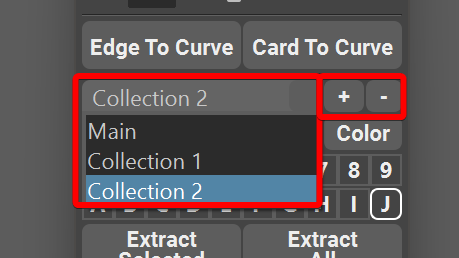 Edge To Curve Card To Curve
Collection 2 + -
Main
Color
Collection 1
7 8 9
Collection 2
H I J
Extract Extract
Selected All